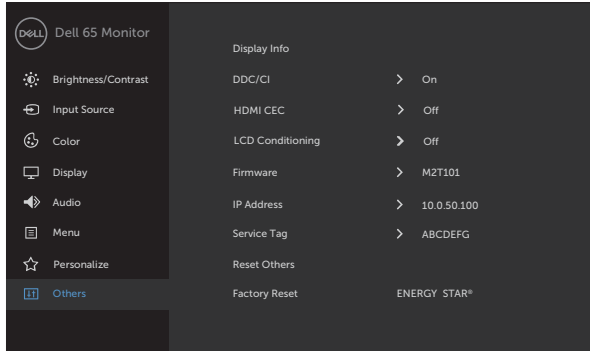 DELL Dell 65 Monitor
Brightness/Contrast
Input Source
Color
Display
Audio
Menu
Personalize
Others
Display Info
DDC/CI On
HDMI CEC Off
LCD Conditioning Off
Firmware M2T101
IP Address 10.0.50.100
Service Tag ABCDEFG
Reset Others
Factory Reset ENERGY STAR®